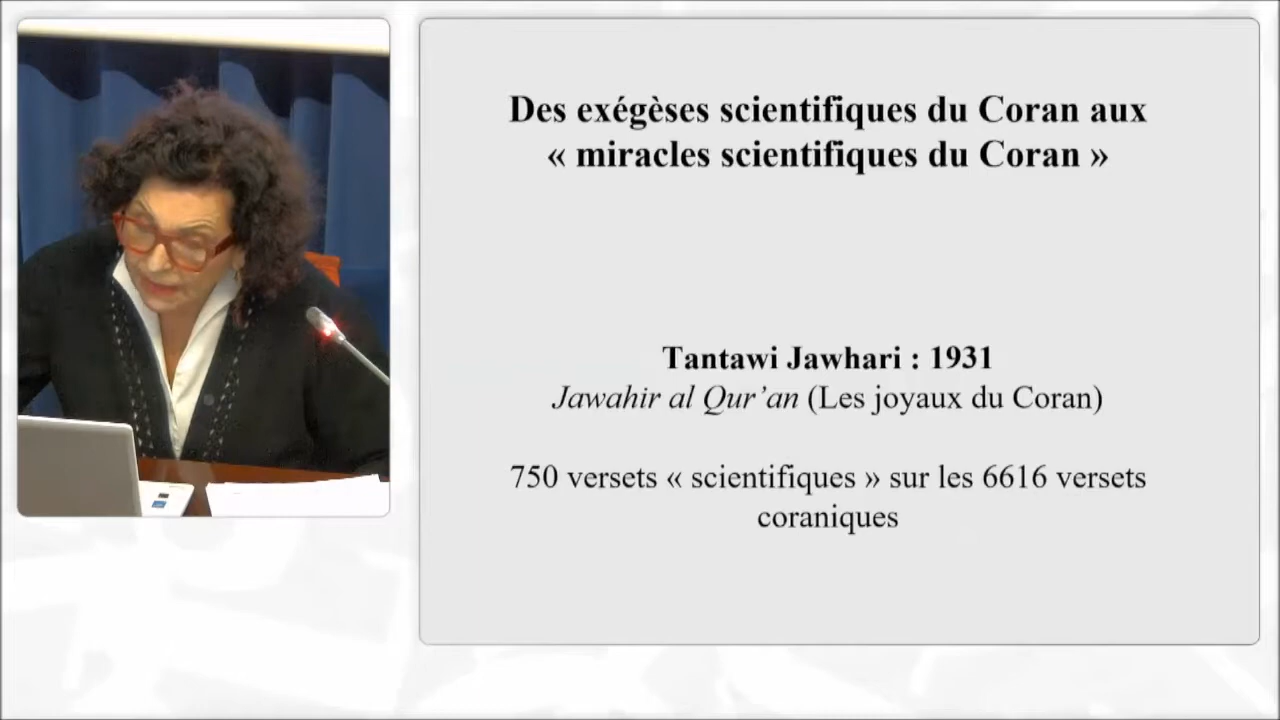 Des exégèses scientifiques du Coran aux
« miracles scientifiques du Coran »
Tantawi Jawhari : 1931
Jawahir al Qur’an (Les joyaux du Coran)
750 versets « scientifiques » sur les 6616 versets
coraniques